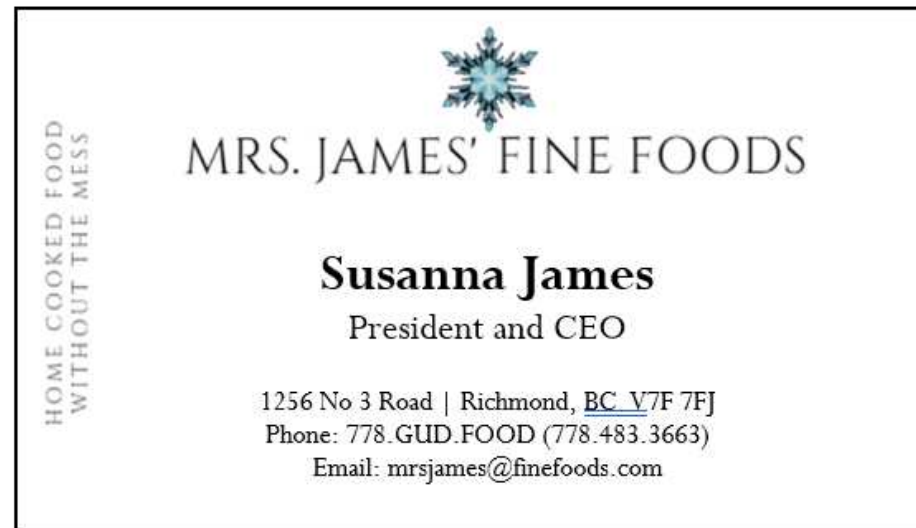 MRS. JAMES' FINE FOODS
HOME COOKED FOOD
WITHOUT THE MESS
Susanna James
President and CEO
1256 No 3 Road | Richmond, BC  V7F 7FJ
Phone: 778.GUD.FOOD (778.483.3663)
Email: mrsjames@finefoods.com